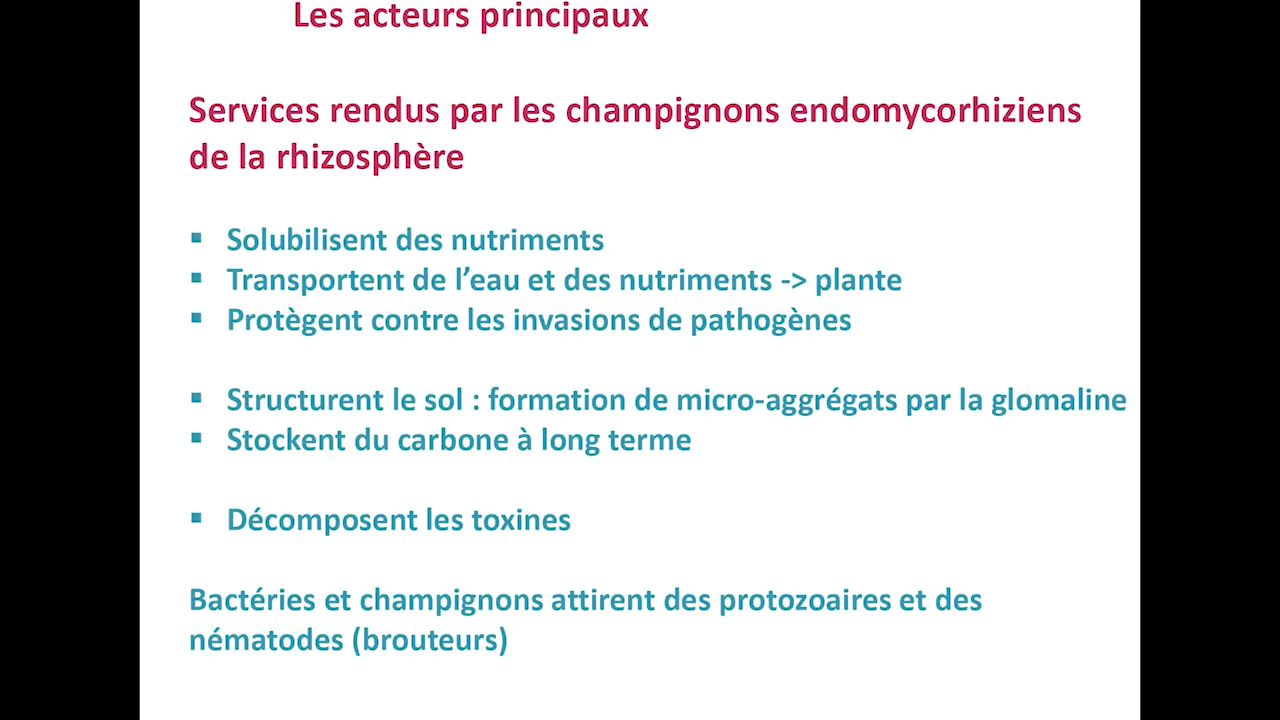 Les acteurs principaux
Services rendus par les champignons endomycorhiziens
de la rhizosphère
▪ Solubilisent des nutriments
▪ Transportent de l’eau et des nutriments -> plante
▪ Protègent contre les invasions de pathogènes
▪ Structurent le sol : formation de micro-aggrégats par la glomaline
▪ Stockent du carbone à long terme
▪ Décomposent les toxines
Bactéries et champignons attirent des protozoaires et des
nématodes (brouteurs)